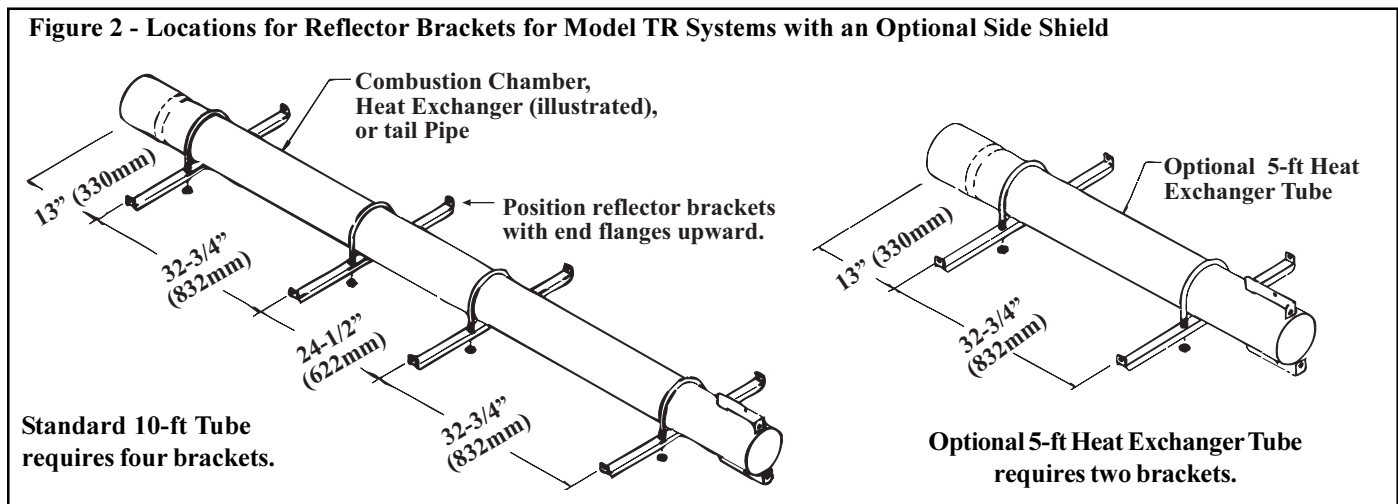 Figure 2 - Locations for Reflector Brackets for Model TR Systems with an Optional Side Shield
Combustion Chamber,
Heat Exchanger (illustrated),
or tail Pipe
13” (330mm)
Position reflector brackets
with end flanges upward.
32-3/4”
(832mm)
24-1/2”
(622mm)
32-3/4”
(832mm)
Standard 10-ft Tube
requires four brackets.
Optional 5-ft Heat
Exchanger Tube
13” (330mm)
32-3/4”
(832mm)
Optional 5-ft Heat Exchanger Tube
requires two brackets.